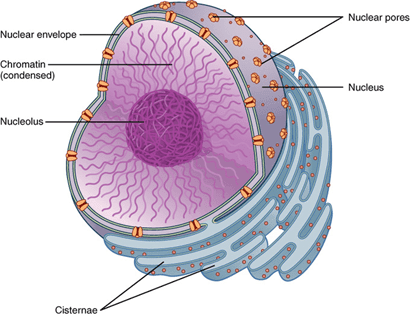 Nuclear pores
Nuclear envelope
Chromatin
(condensed)
Nucleus
Nucleolus
Cisternae